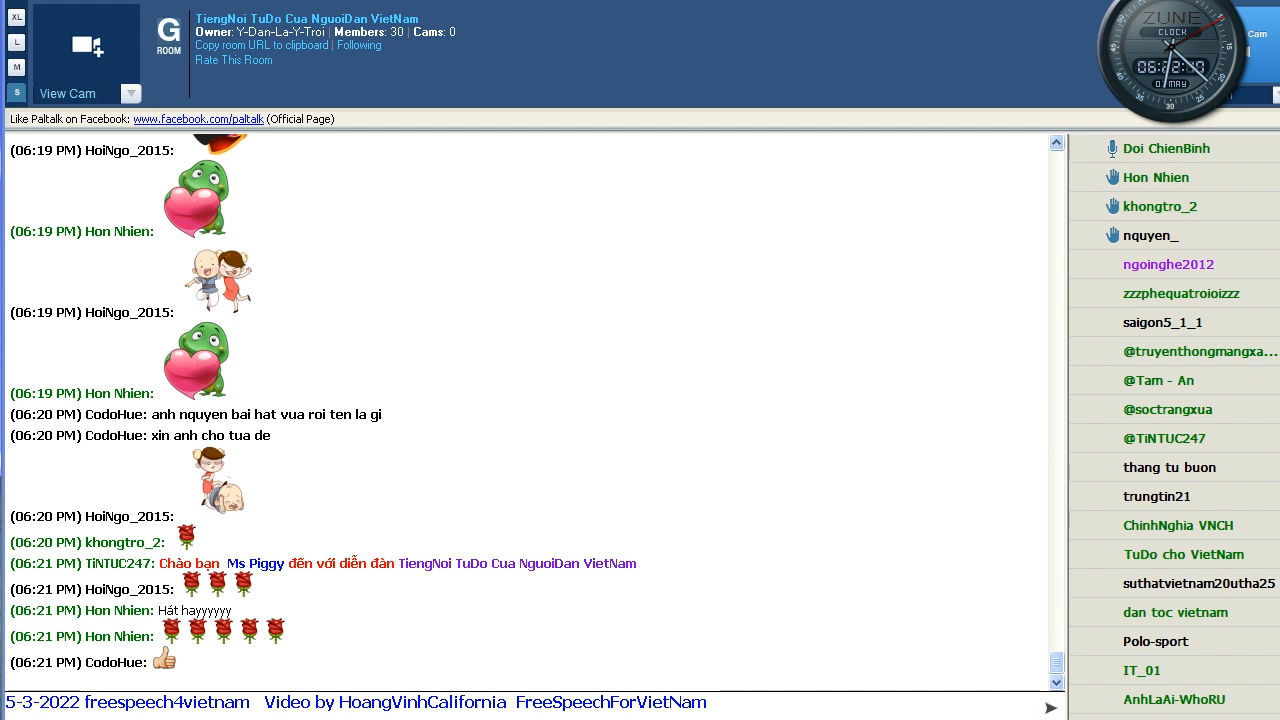 XL
L
M
S
View Cam
G
ROOM
TiengNoi TuDo Cua NguoiDan VietNam
Owner: Y-Dan-La-Y-Troi | Members: 30 | Cams: 0
Copy room URL to clipboard | Following
Rate This Room
ZUNE
CLOCK
07 MAY
30
Cam
Like Paltalk on Facebook: www.facebook.com/paltalk (Official Page)
(06:19 PM) HoiNgo_2015:
(06:19 PM) Hon Nhien:
(06:19 PM) HoiNgo_2015:
(06:19 PM) Hon Nhien:
(06:20 PM) CodoHue: anh nquyen bai hat vua roi ten la gi
(06:20 PM) CodoHue: xin anh cho tua de
(06:20 PM) HoiNgo_2015:
(06:20 PM) khongtro_2:
(06:21 PM) TiNTUC247: Chào bạn Ms Piggy đến với diễn đàn TiengNoi TuDo Cua NguoiDan VietNam
(06:21 PM) HoiNgo_2015:
(06:21 PM) Hon Nhien: Hát hayyyyyy
(06:21 PM) Hon Nhien:
(06:21 PM) CodoHue:
Doi ChienBinh
Hon Nhien
khongtro_2
nquyen_
ngoinghe2012
zzzphequatroioizzz
saigon5_1_1
@truyenthongmangxa...
@Tam - An
@soctrangxua
@TiNTUC247
thang tu buon
trungtin21
ChinhNghia VNCH
TuDo cho VietNam
suthatvietnam20utha25
dan toc vietnam
Polo-sport
IT_01
AnhLaAi-WhoRU
5-3-2022 freespeech4vietnam Video by HoangVinhCalifornia FreeSpeechForVietNam